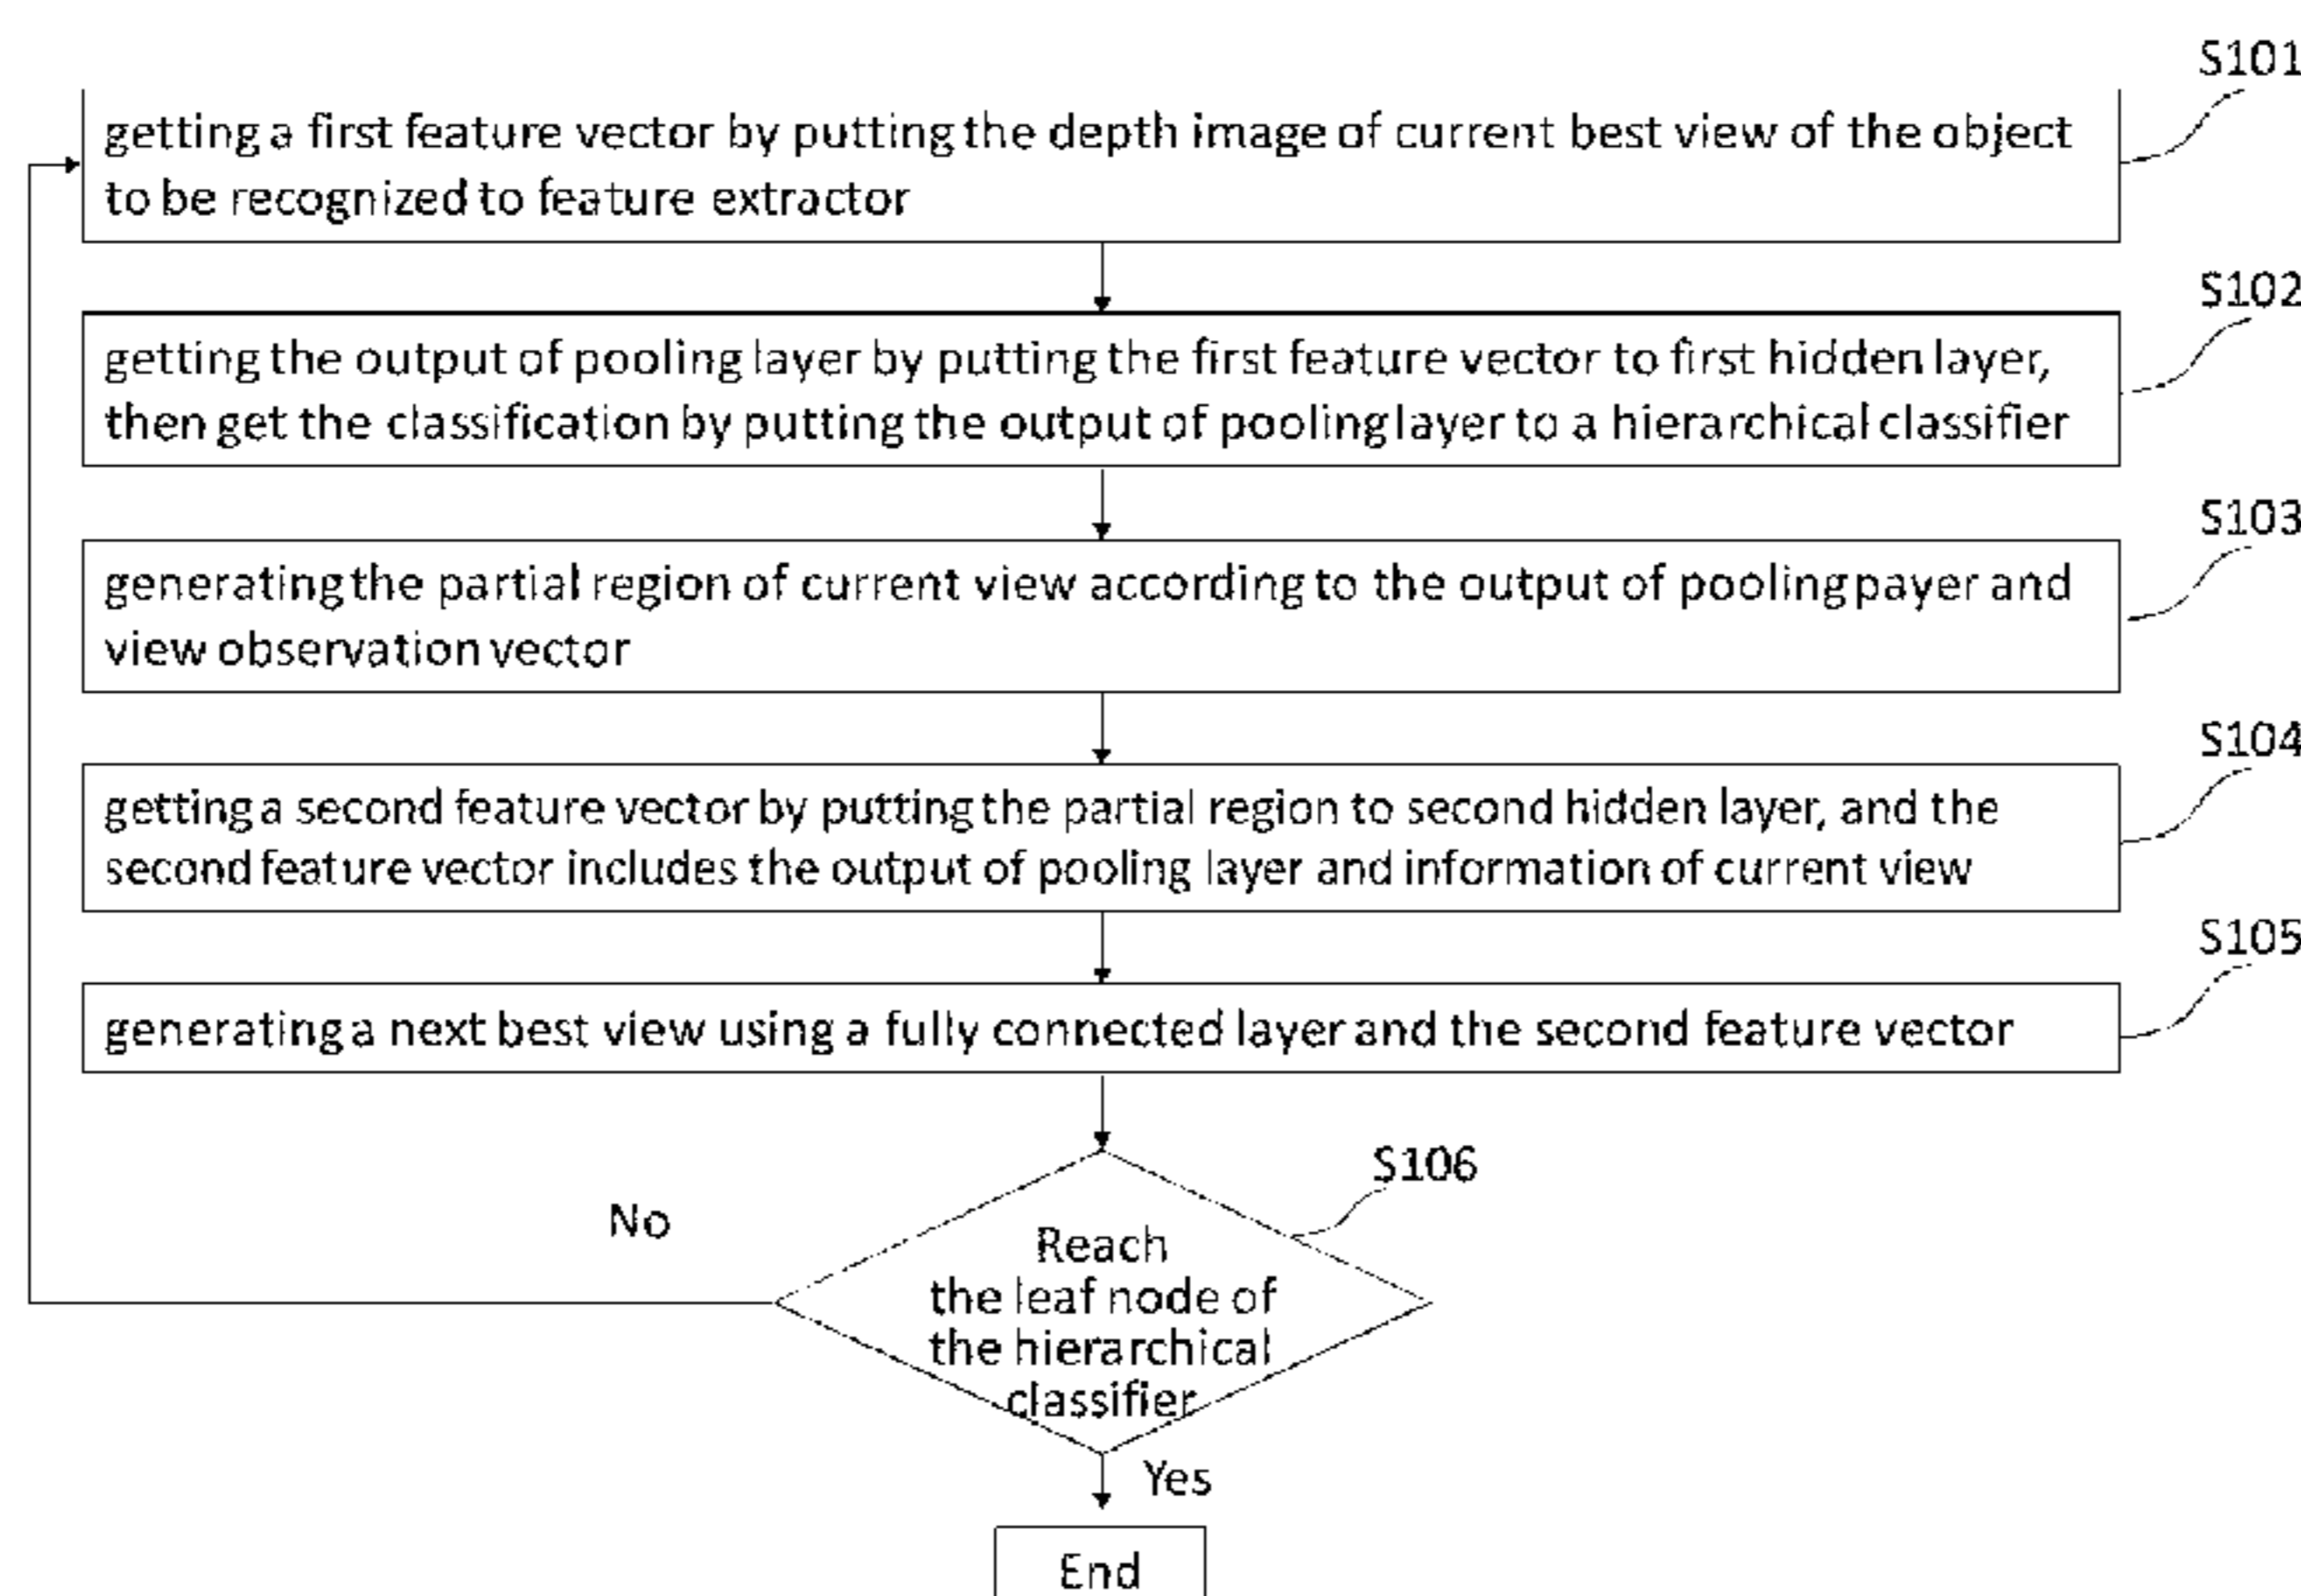 S101
getting a first feature vector by putting the depth image of current best view of the object
to be recognized to feature extractor
S102
getting the output of pooling layer by putting the first feature vector to first hidden layer,
then get the classification by putting the output of pooling layer to a hierarchical classifier
S103
generating the partial region of current view according to the output of pooling payer and
view observation vector
S104
getting a second feature vector by putting the partial region to second hidden layer, and the
second feature vector includes the output of pooling layer and information of current view
S105
generating a next best view using a fully connected layer and the second feature vector
S106
No
Reach
the leaf node of
the hierarchical
classifier
Yes
End